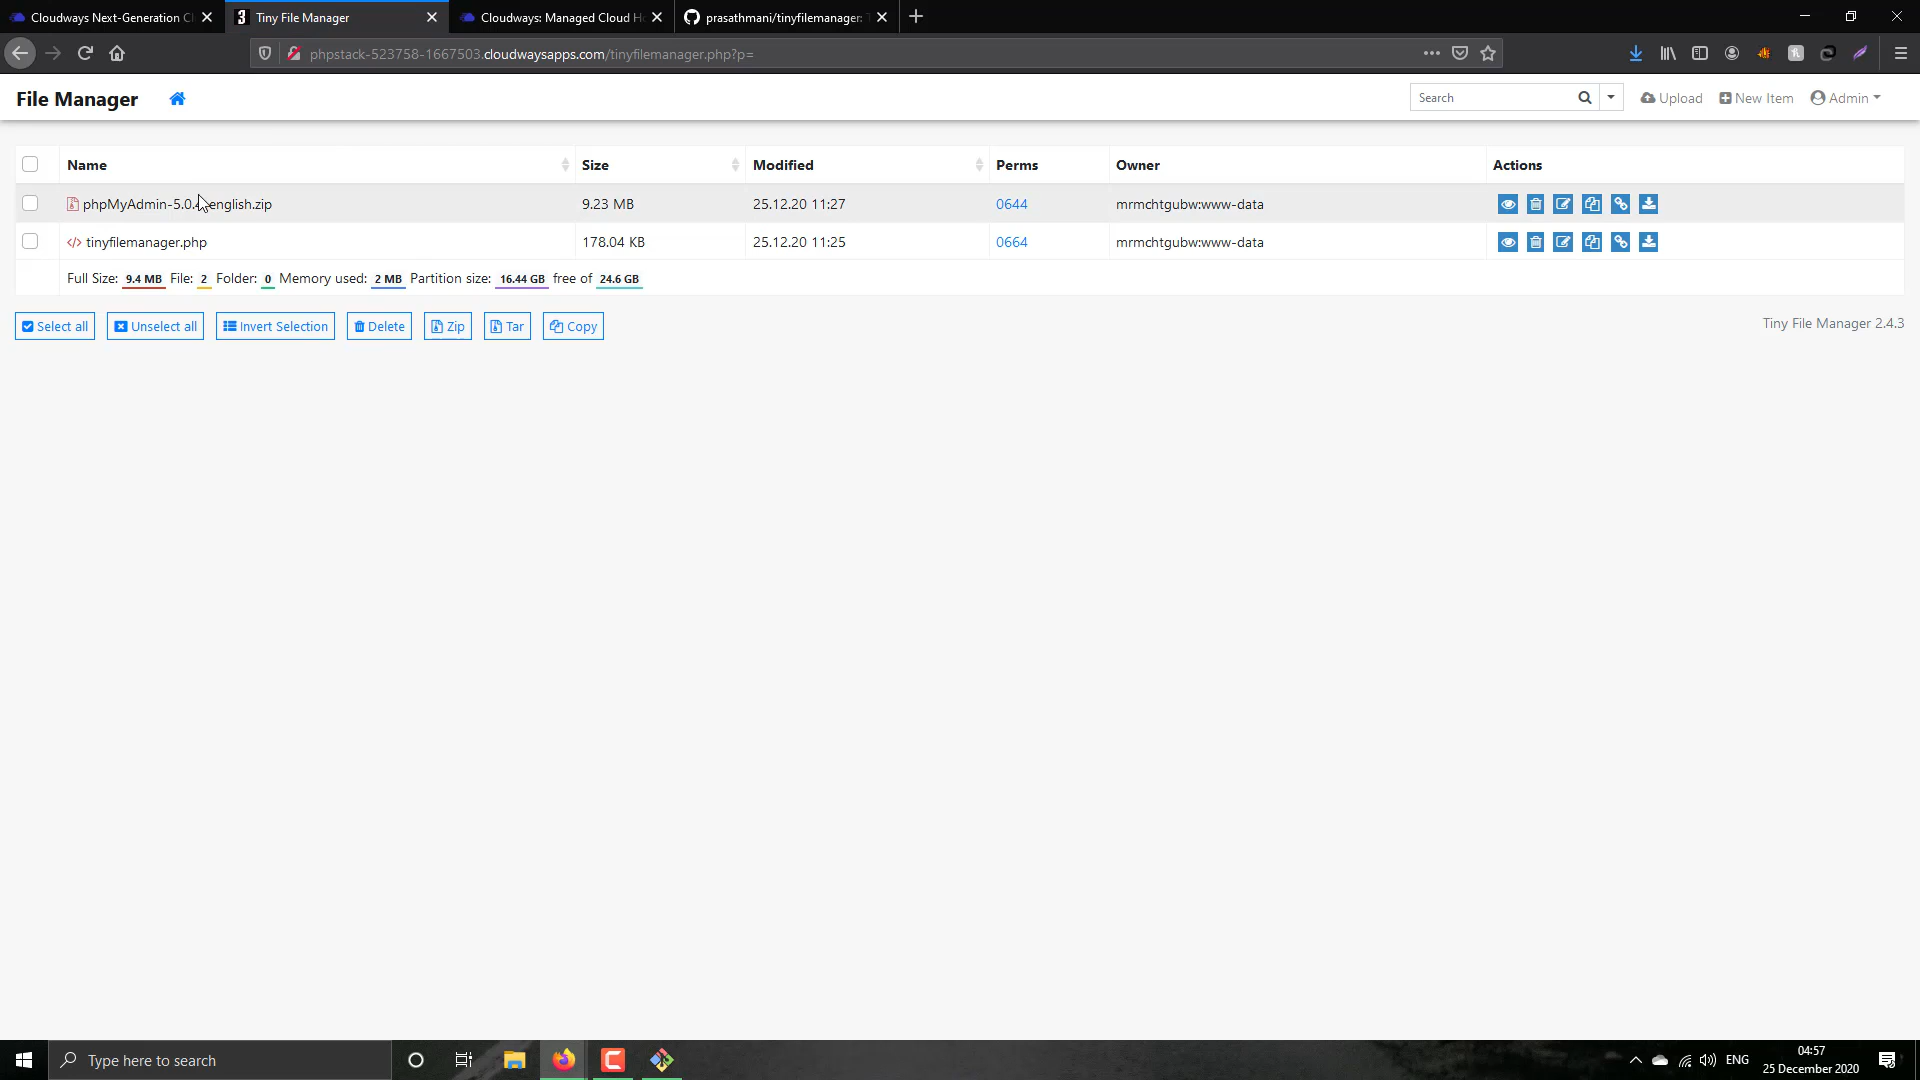 Cloudways Next-Generation Cl
Tiny File Manager
Cloudways: Managed Cloud Ho
prasathmani/tinyfilemanager: T
phpstack-523758-1667503.cloudwaysapps.com/tinyfilemanager.php?p=
File Manager
Search
Upload
New Item
Admin
Name Size Modified Perms Owner Actions
phpMyAdmin-5.0.4-english.zip 9.23 MB 25.12.20 11:27 0644 mrmchtgubw:www-data
tinyfilemanager.php 178.04 KB 25.12.20 11:25 0664 mrmchtgubw:www-data
Full Size: 9.4 MB File: 2 Folder: 0 Memory used: 2 MB Partition size: 16.44 GB free of 24.6 GB
Select all Unselect all Invert Selection Delete Zip Tar Copy
Tiny File Manager 2.4.3
Type here to search
ENG
04:57
25 December 2020